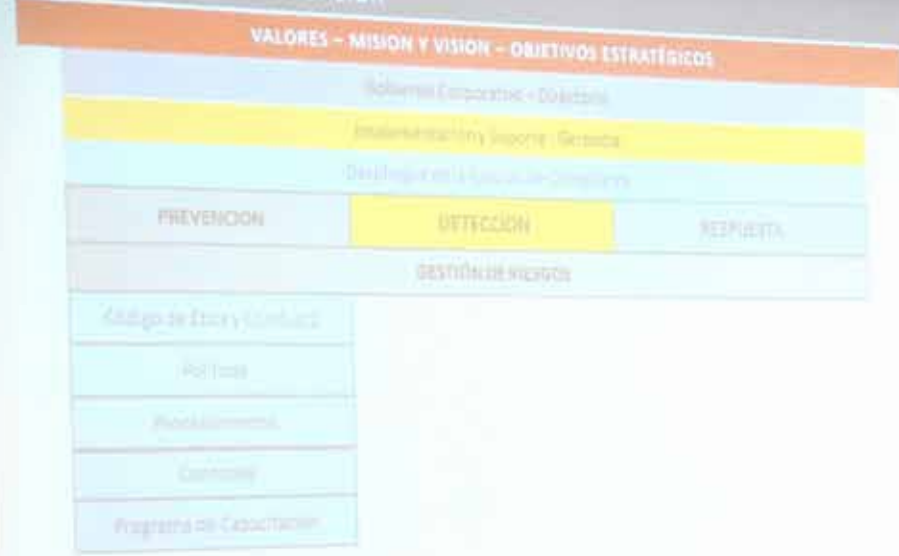 VALORES – MISION Y VISION – OBJETIVOS ESTRATÉGICOS
Gobierno Corporativo – Directorio
Implementación y Soporte - Gerencia
PREVENCION
DETECCIÓN
RESPUESTA
GESTIÓN DE RIESGOS
Código de Etica y Conducta
Políticas
Procedimientos
Controles
Programa de Capacitación